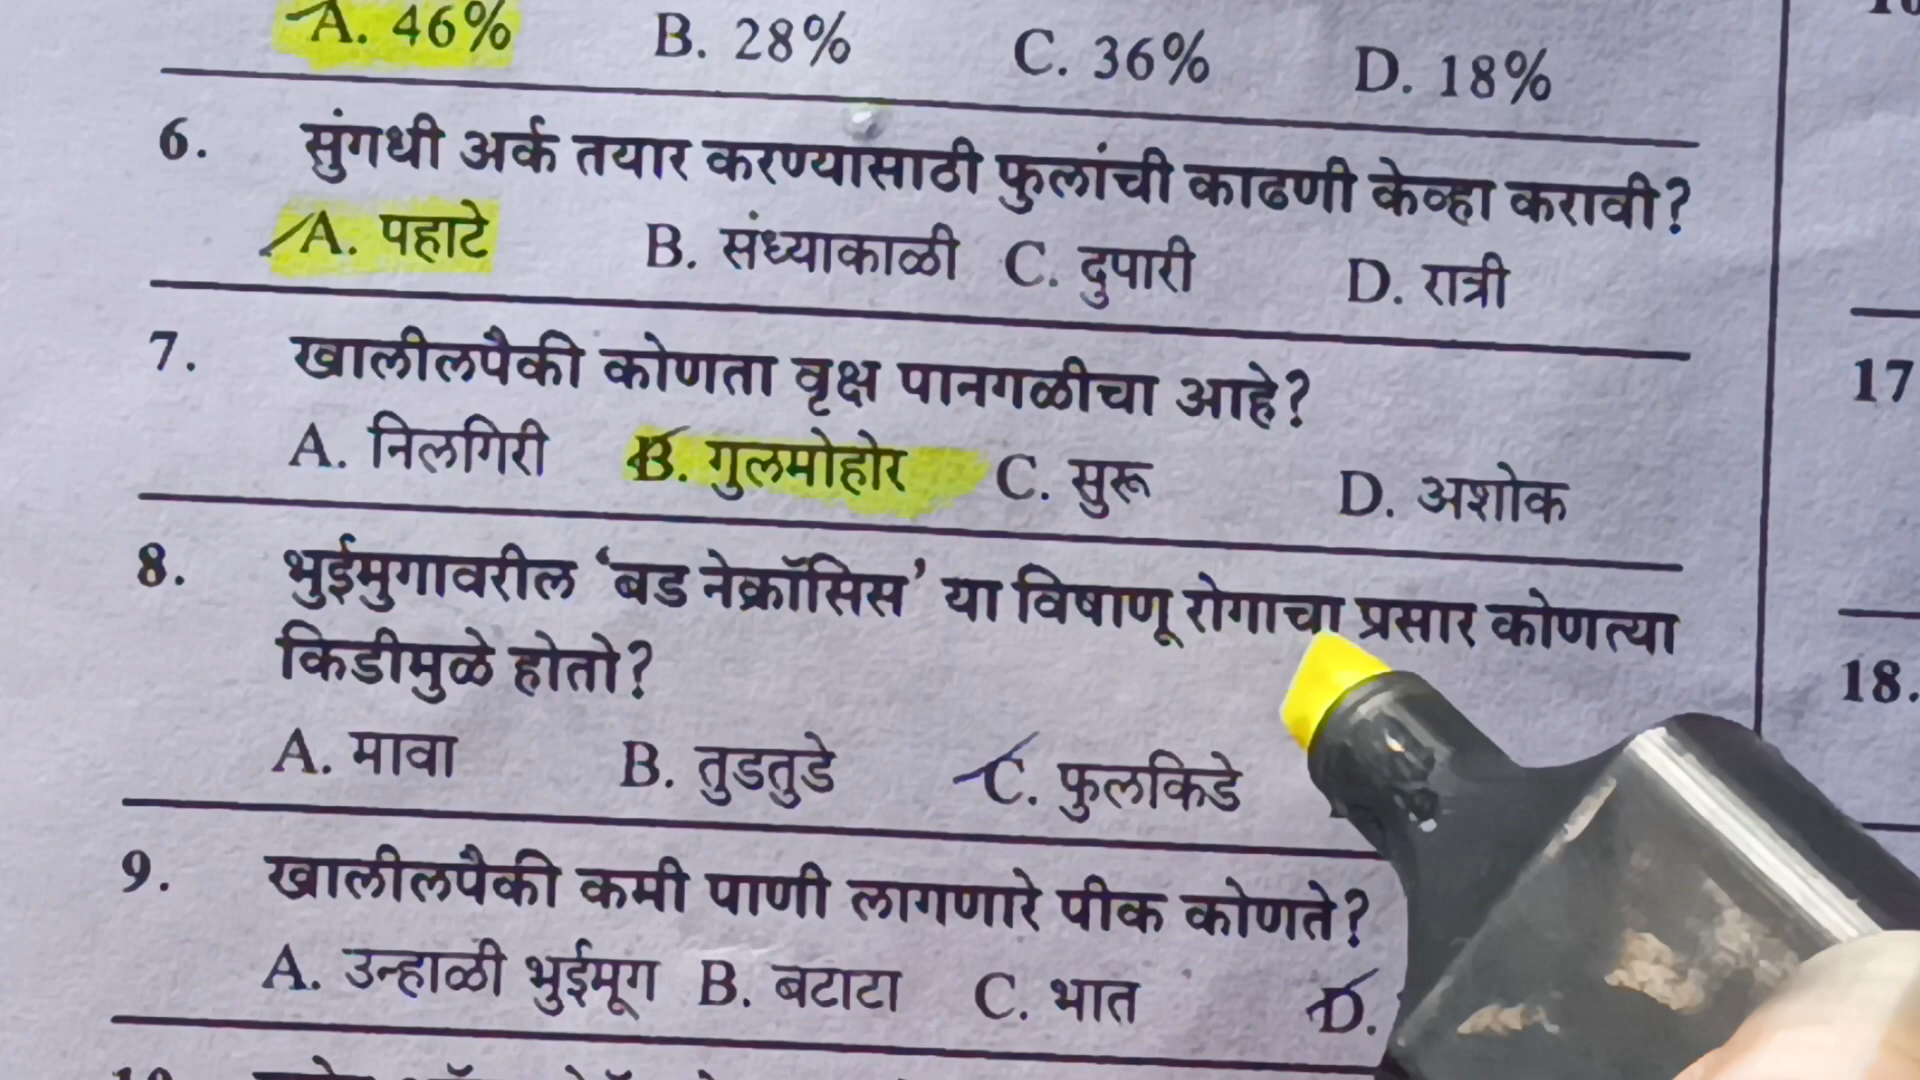 A. 46% B. 28% C. 36% D. 18%
6. सुंगधी अर्क तयार करण्यासाठी फुलांची काढणी केव्हा करावी?
A. पहाटे B. संध्याकाळी C. दुपारी D. रात्री
7. खालीलपैकी कोणता वृक्ष पानगळीचा आहे?
A. निलगिरी B. गुलमोहोर C. सुरू D. अशोक
8. भुईमुगावरील ‘बड नेक्रॉसिस’ या विषाणू रोगाचा प्रसार कोणत्या
किडीमुळे होतो?
A. मावा B. तुडतुडे C. फुलकिडे
9. खालीलपैकी कमी पाणी लागणारे पीक कोणते?
A. उन्हाळी भुईमूग B. बटाटा C. भात D.
17
18.